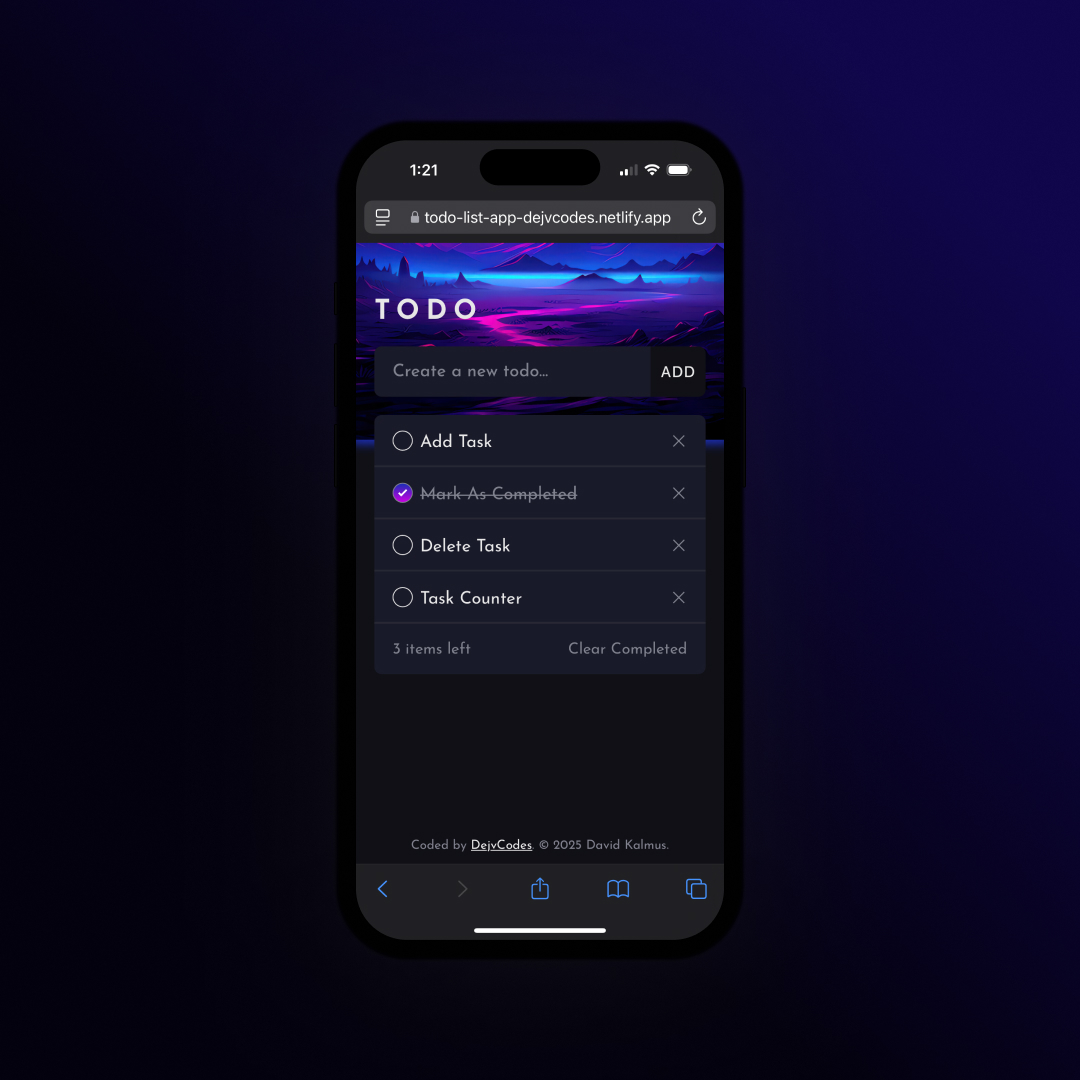 1:21
todo-list-app-dejvcodes.netlify.app
TODO
Create a new todo...
ADD
Add Task
Mark As Completed
Delete Task
Task Counter
3 items left
Clear Completed
Coded by DejvCodes. © 2025 David Kalmus.